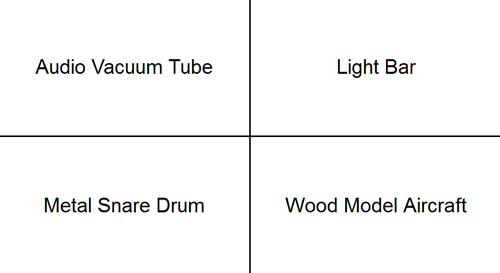 Audio Vacuum Tube
Light Bar
Metal Snare Drum
Wood Model Aircraft